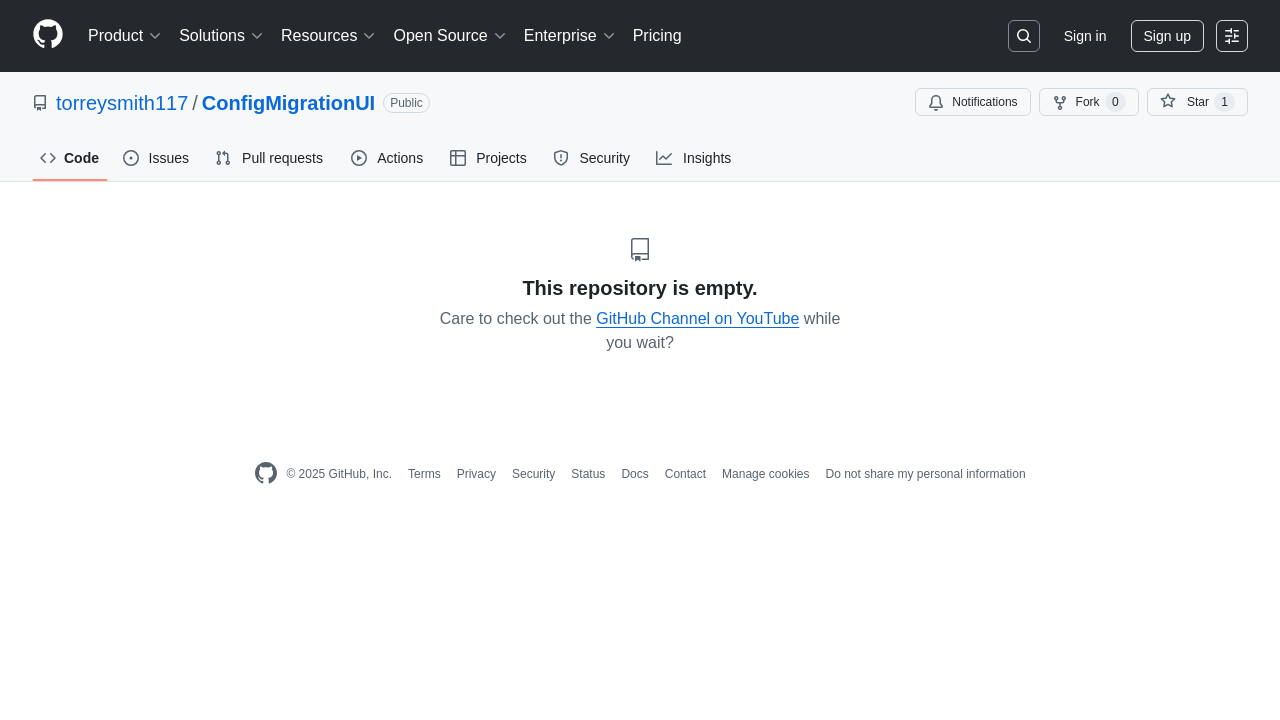 Product Solutions Resources Open Source Enterprise Pricing Sign in Sign up
torreysmith117 / ConfigMigrationUI Public Notifications Fork 0 Star 1
Code Issues Pull requests Actions Projects Security Insights
This repository is empty.
Care to check out the GitHub Channel on YouTube while
you wait?
© 2025 GitHub, Inc. Terms Privacy Security Status Docs Contact Manage cookies Do not share my personal information